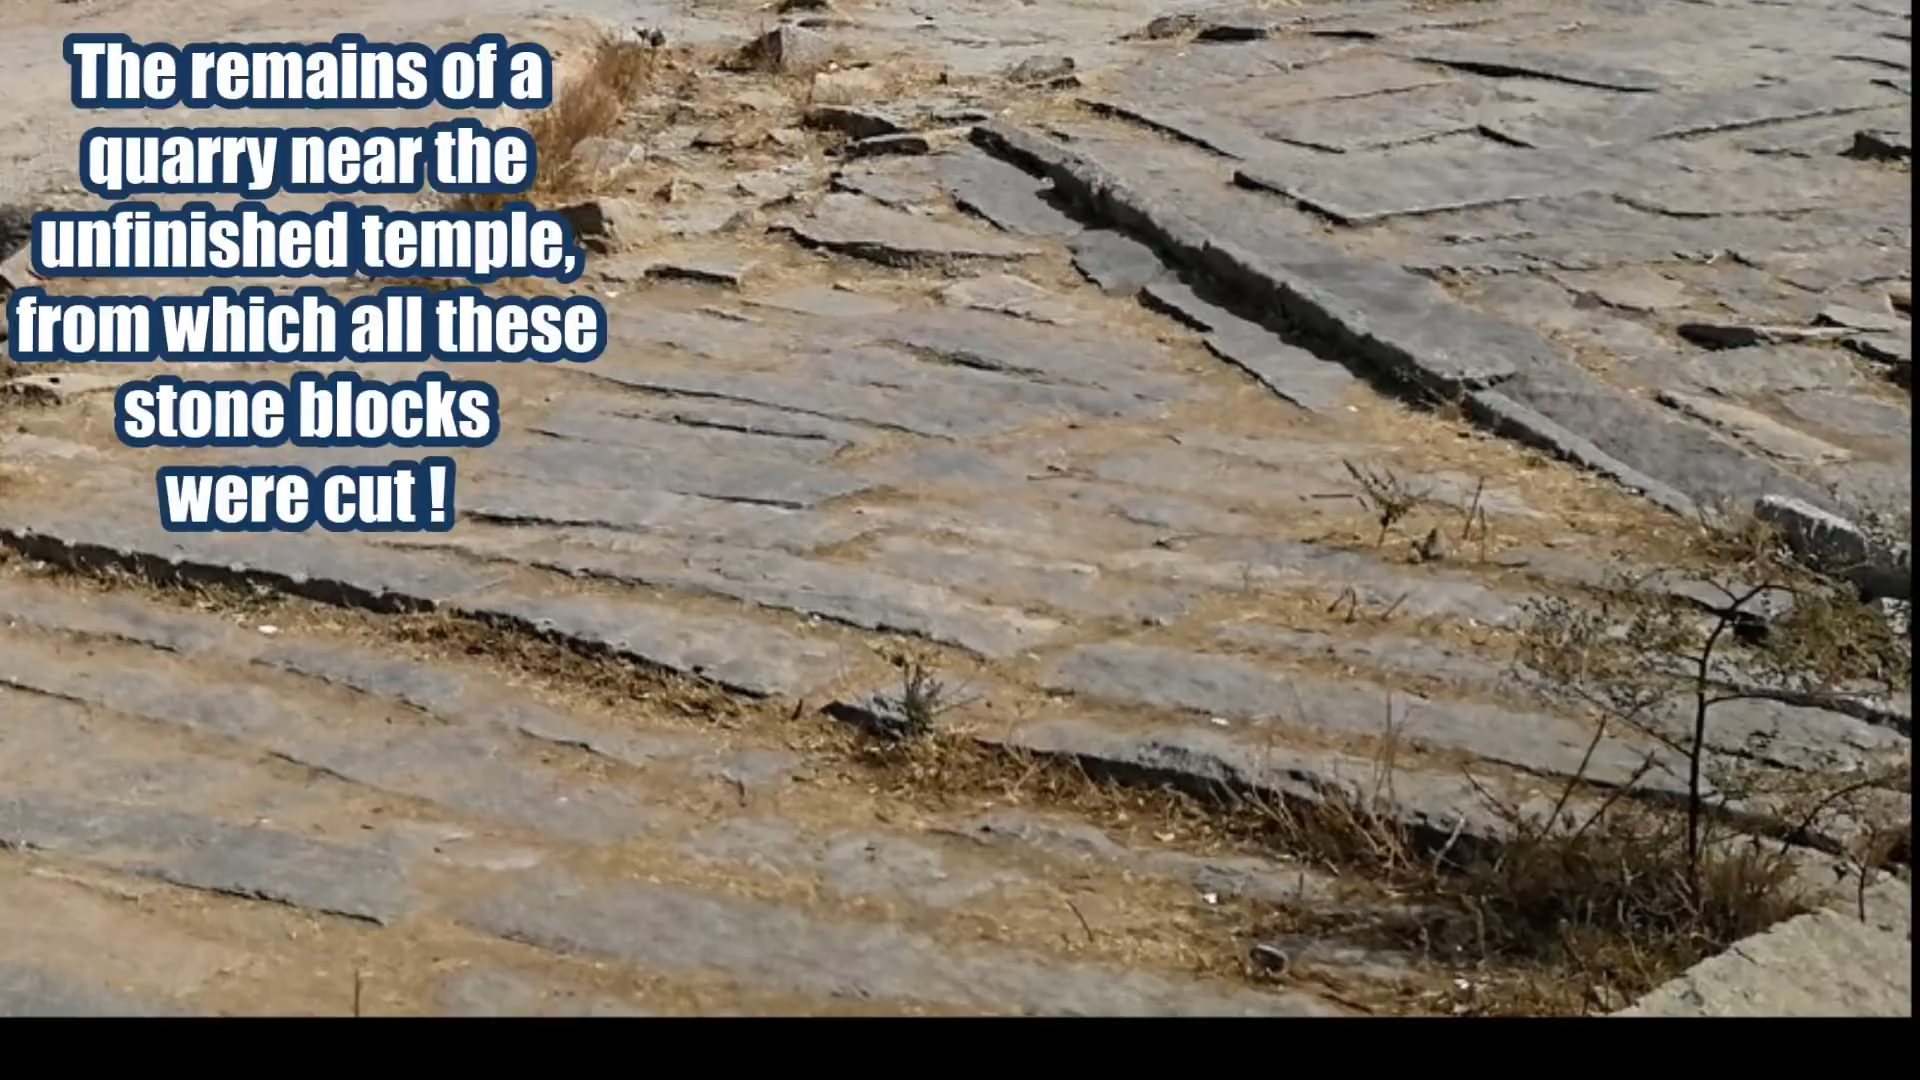 The remains of a
quarry near the
unfinished temple,
from which all these
stone blocks
were cut !